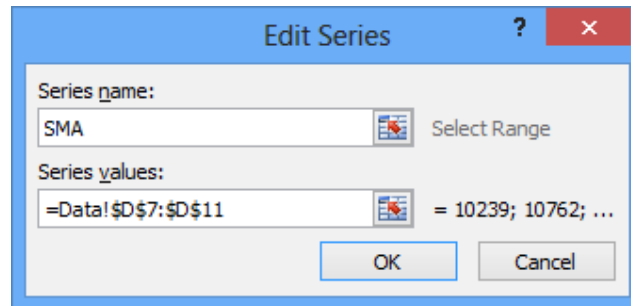 Edit Series ? ×
Series name:
SMA Select Range
Series values:
=Data!$D$7:$D$11 = 10239; 10762; ...
OK Cancel